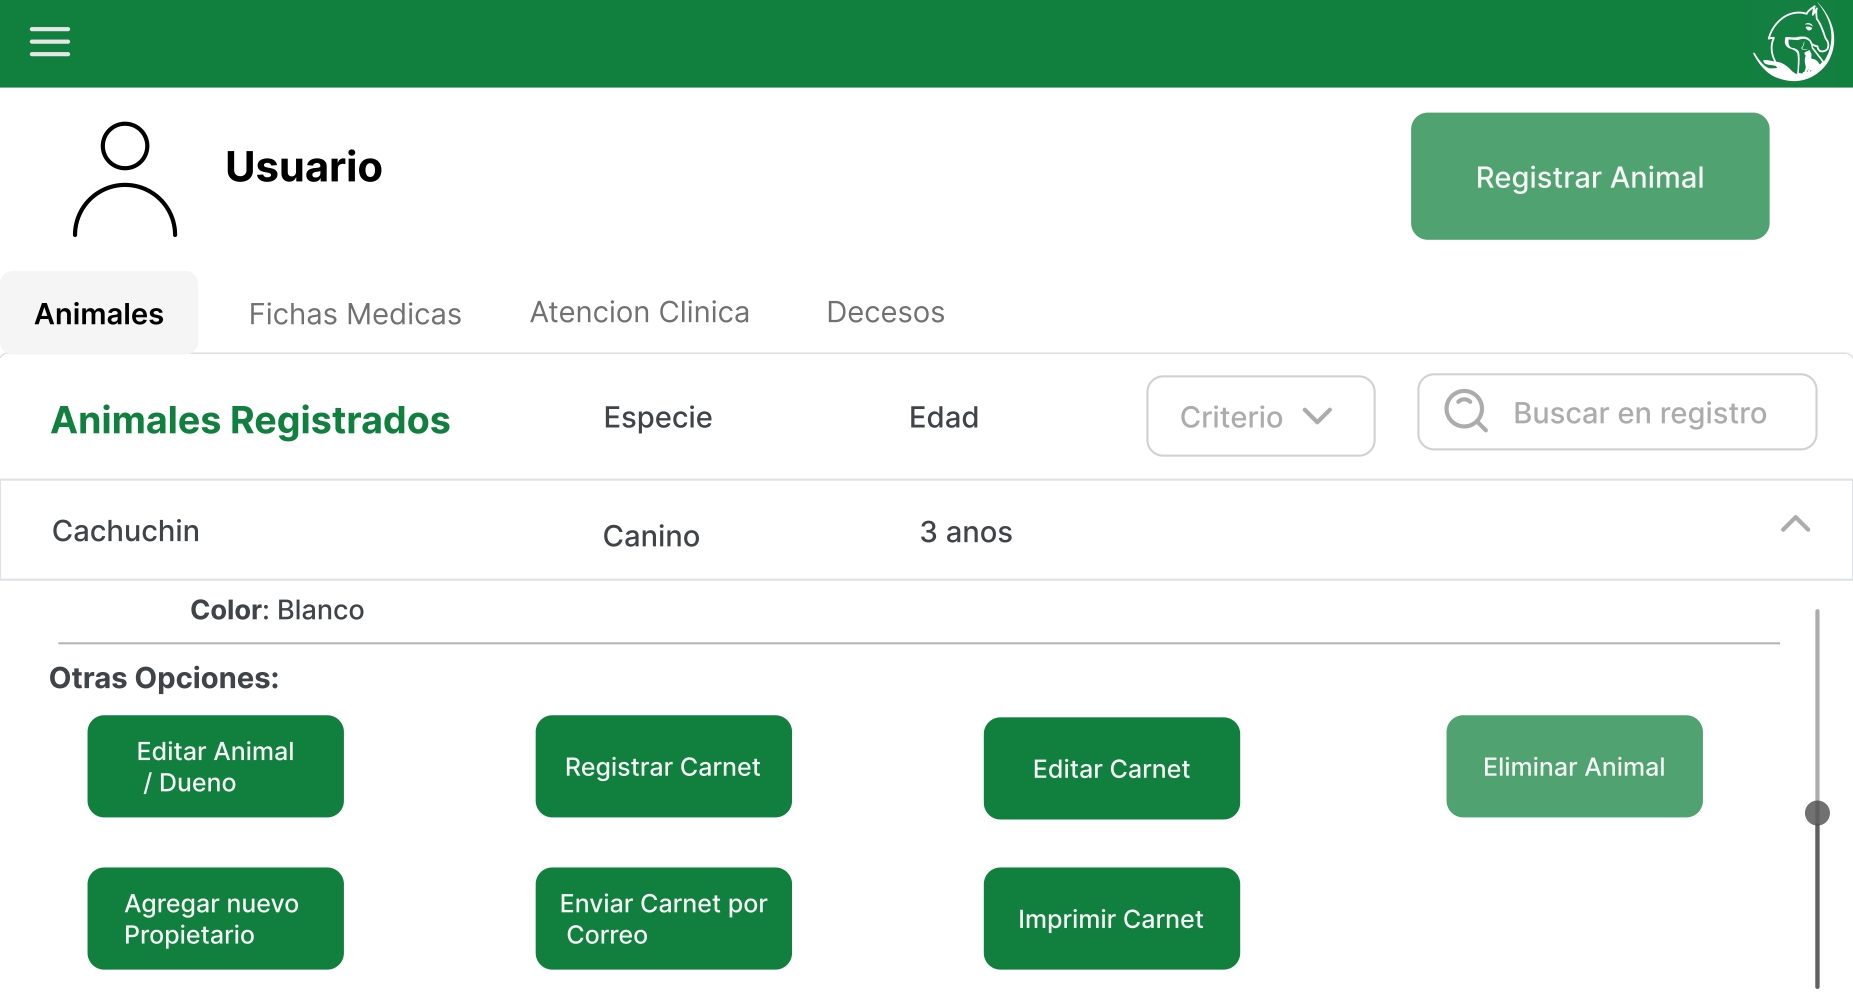 Usuario
Registrar Animal
Animales
Fichas Medicas
Atencion Clinica
Decesos
Animales Registrados
Especie
Edad
Criterio
Buscar en registro
Cachuchin
Canino
3 anos
Color: Blanco
Otras Opciones:
Editar Animal
/ Dueno
Registrar Carnet
Editar Carnet
Eliminar Animal
Agregar nuevo
Propietario
Enviar Carnet por
Correo
Imprimir Carnet